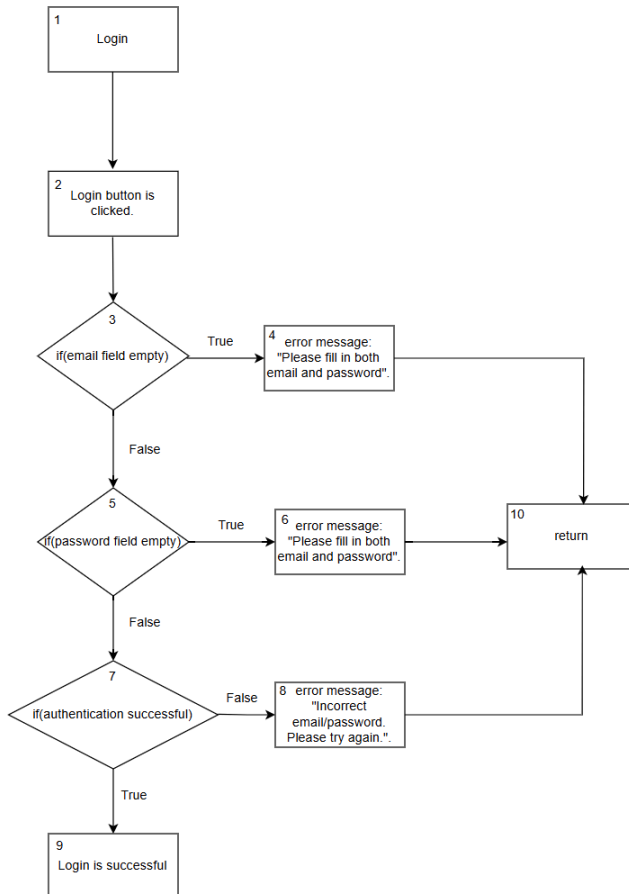 1
Login
2
Login button is
clicked.
3
if(email field empty)
True
4
error message:
"Please fill in both
email and password".
False
5
if(password field empty)
True
6
error message:
"Please fill in both
email and password".
10
return
False
7
if(authentication successful)
False
8
error message:
"Incorrect
email/password.
Please try again.".
True
9
Login is successful